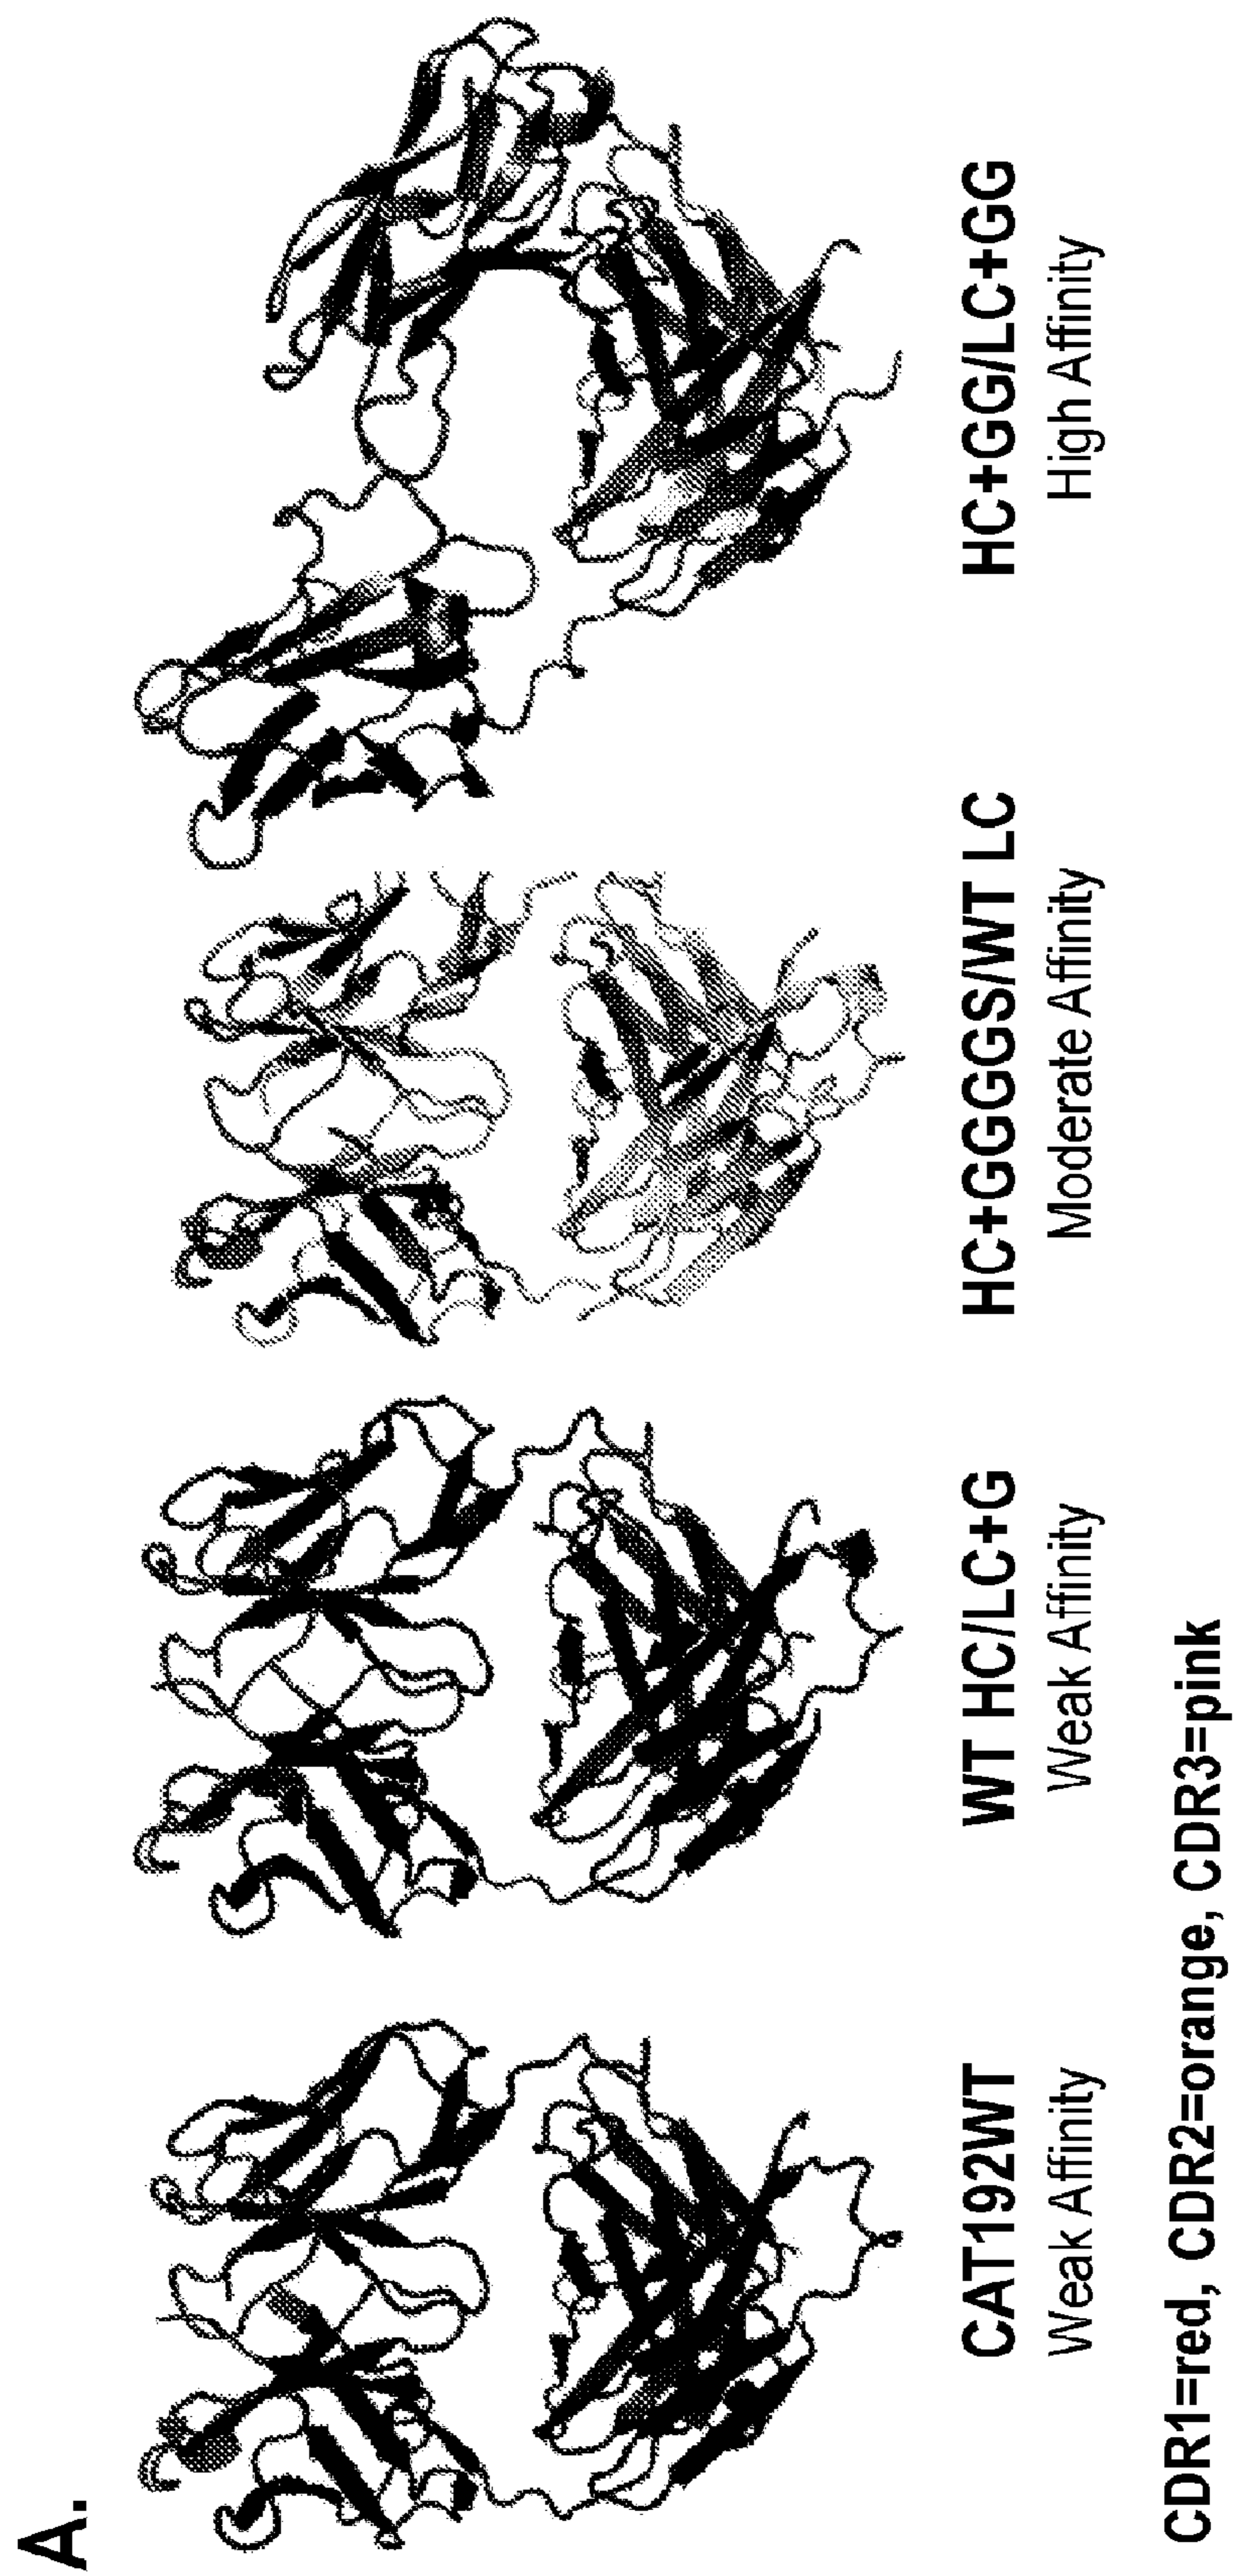 A.
CAT192WT
Weak Affinity
WT HC/LC+G
Weak Affinity
HC+GGGGS/WT LC
Moderate Affinity
HC+GG/LC+GG
High Affinity
CDR1=red, CDR2=orange, CDR3=pink